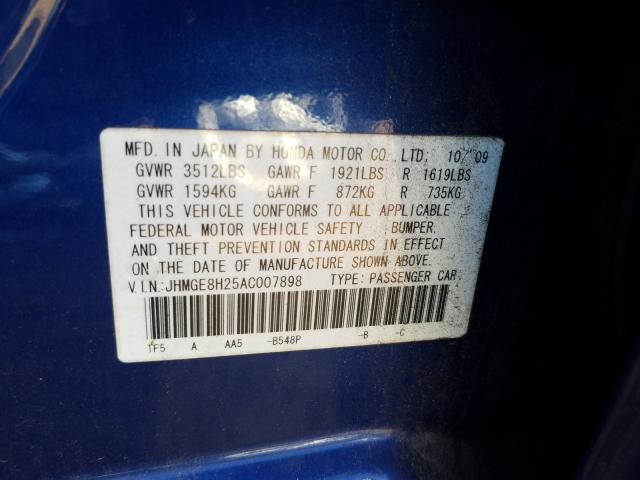 MFD. IN JAPAN BY HONDA MOTOR CO., LTD. 10/09
GVWR 3512LBS GAWR F 1921LBS R 1619LBS
GVWR 1594KG GAWR F 872KG R 735KG
THIS VEHICLE CONFORMS TO ALL APPLICABLE
FEDERAL MOTOR VEHICLE SAFETY BUMPER,
AND THEFT PREVENTION STANDARDS IN EFFECT
ON THE DATE OF MANUFACTURE SHOWN ABOVE.
V.I.N: JHMGE8H25AC007898 TYPE: PASSENGER CAR
TF5 A AA5 -B548P -B -C